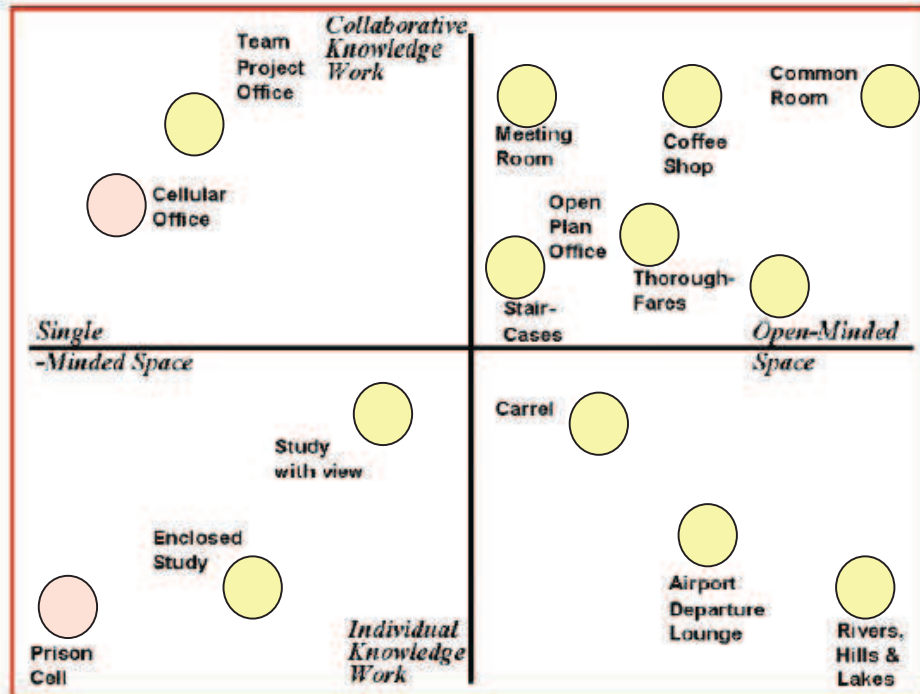 Collaborative
Knowledge
Work
Team
Project
Office
Cellular
Office
Meeting
Room
Coffee
Shop
Common
Room
Open
Plan
Office
Stair-
Cases
Thorough-
Fares
Single
-Minded Space
Open-Minded
Space
Study
with view
Carrel
Enclosed
Study
Prison
Cell
Individual
Knowledge
Work
Airport
Departure
Lounge
Rivers,
Hills &
Lakes